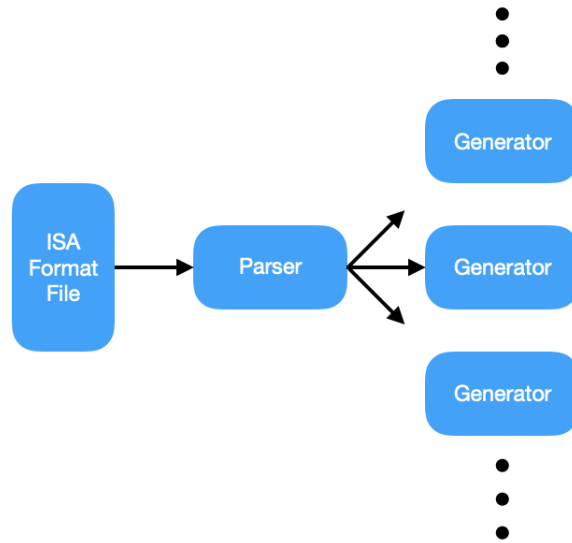 ISA
Format
File
Parser
Generator
Generator
Generator